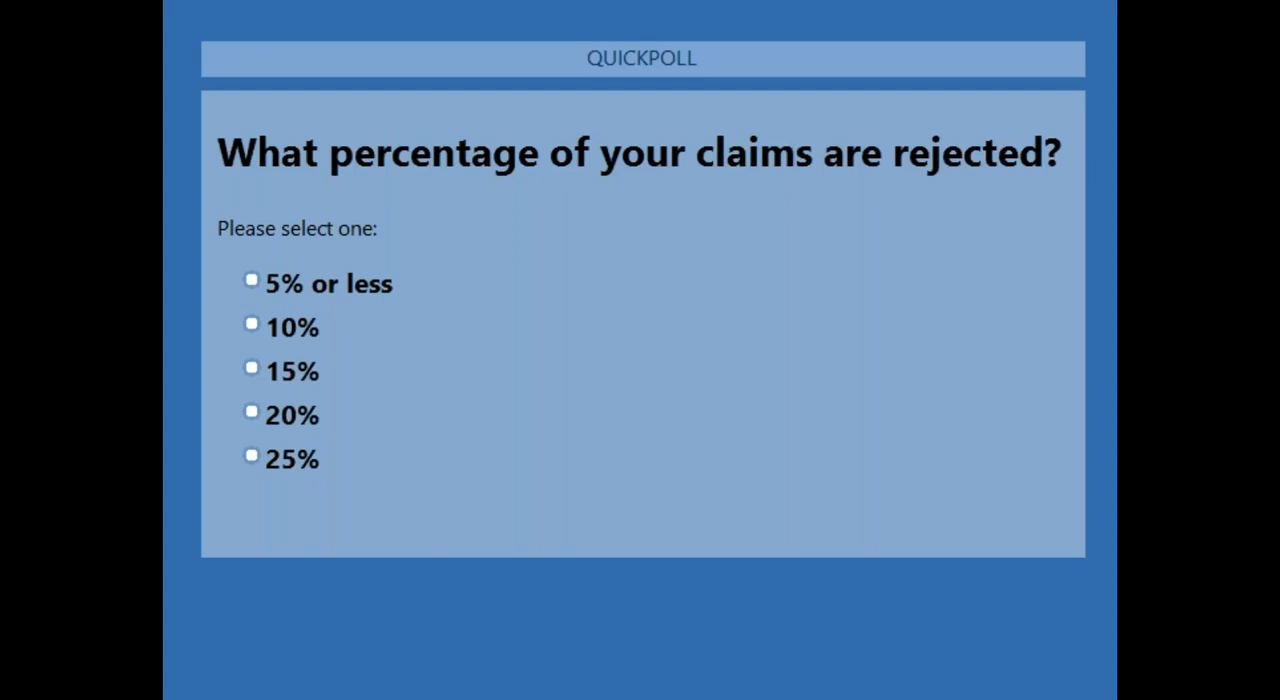 QUICKPOLL
What percentage of your claims are rejected?
Please select one:
5% or less
10%
15%
20%
25%